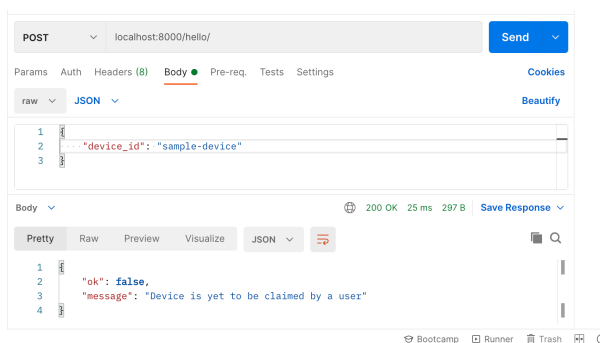 POST localhost:8000/hello/ Send
Params Auth Headers (8) Body Pre-req. Tests Settings Cookies
raw JSON Beautify
1 {
2 "device_id": "sample-device"
3 }
Body 200 OK 25 ms 297 B Save Response
Pretty Raw Preview Visualize JSON
1 {
2 "ok": false,
3 "message": "Device is yet to be claimed by a user"
4 }
Bootcamp Runner Trash